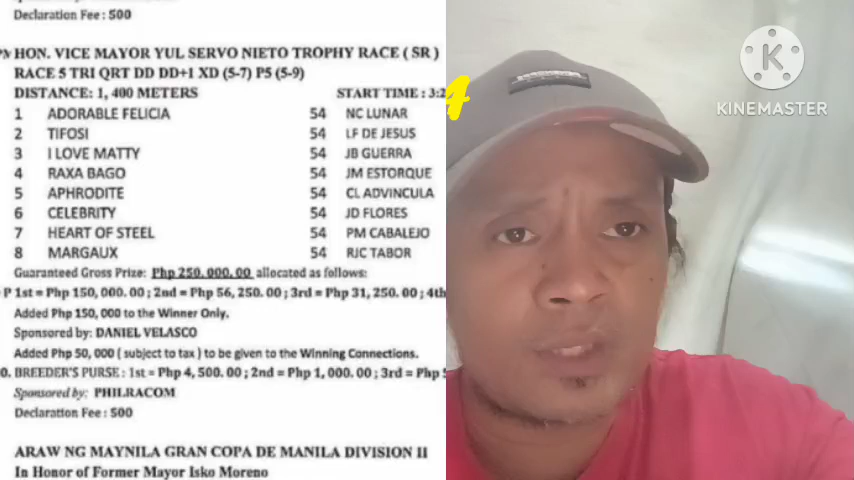 Declaration Fee : 500
HON. VICE MAYOR YUL SERVO NIETO TROPHY RACE ( SR )
RACE 5 TRI QRT DD DD+1 XD (5-7) P5 (5-9)
DISTANCE: 1, 400 METERS START TIME : 3:2
1 ADORABLE FELICIA 54 NC LUNAR
2 TIFOSI 54 LF DE JESUS
3 I LOVE MATTY 54 JB GUERRA
4 RAXA BAGO 54 JM ESTORQUE
5 APHRODITE 54 CL ADVINCULA
6 CELEBRITY 54 JD FLORES
7 HEART OF STEEL 54 PM CABALEJO
8 MARGAUX 54 RJC TABOR
Guaranteed Gross Prize: Php 250, 000. 00 allocated as follows:
P 1st = Php 150, 000. 00 ; 2nd = Php 56, 250. 00 ; 3rd = Php 31, 250. 00 ; 4th
Added Php 150, 000 to the Winner Only.
Sponsored by: DANIEL VELASCO
Added Php 50, 000 ( subject to tax ) to be given to the Winning Connections.
0. BREEDER'S PURSE : 1st = Php 4, 500. 00 ; 2nd = Php 1, 000. 00 ; 3rd = Php
Sponsored by: PHILRACOM
Declaration Fee : 500
ARAW NG MAYNILA GRAN COPA DE MANILA DIVISION II
In Honor of Former Mayor Isko Moreno
4
K
KINEMASTER